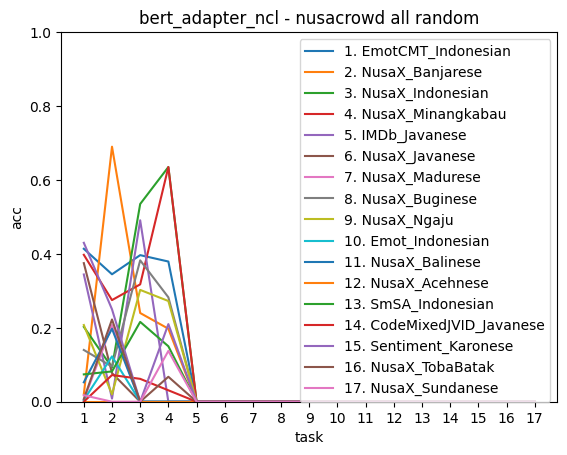 bert_adapter_ncl - nusacrowd all random
1.0
0.8
0.6
0.4
0.2
0.0
acc
1. EmotCMT_Indonesian
2. NusaX_Banjarese
3. NusaX_Indonesian
4. NusaX_Minangkabau
5. IMDb_Javanese
6. NusaX_Javanese
7. NusaX_Madurese
8. NusaX_Buginese
9. NusaX_Ngaju
10. Emot_Indonesian
11. NusaX_Balinese
12. NusaX_Acehnese
13. SmSA_Indonesian
14. CodeMixedJVID_Javanese
15. Sentiment_Karonese
16. NusaX_TobaBatak
17. NusaX_Sundanese
1 2 3 4 5 6 7 8 9 10 11 12 13 14 15 16 17
task